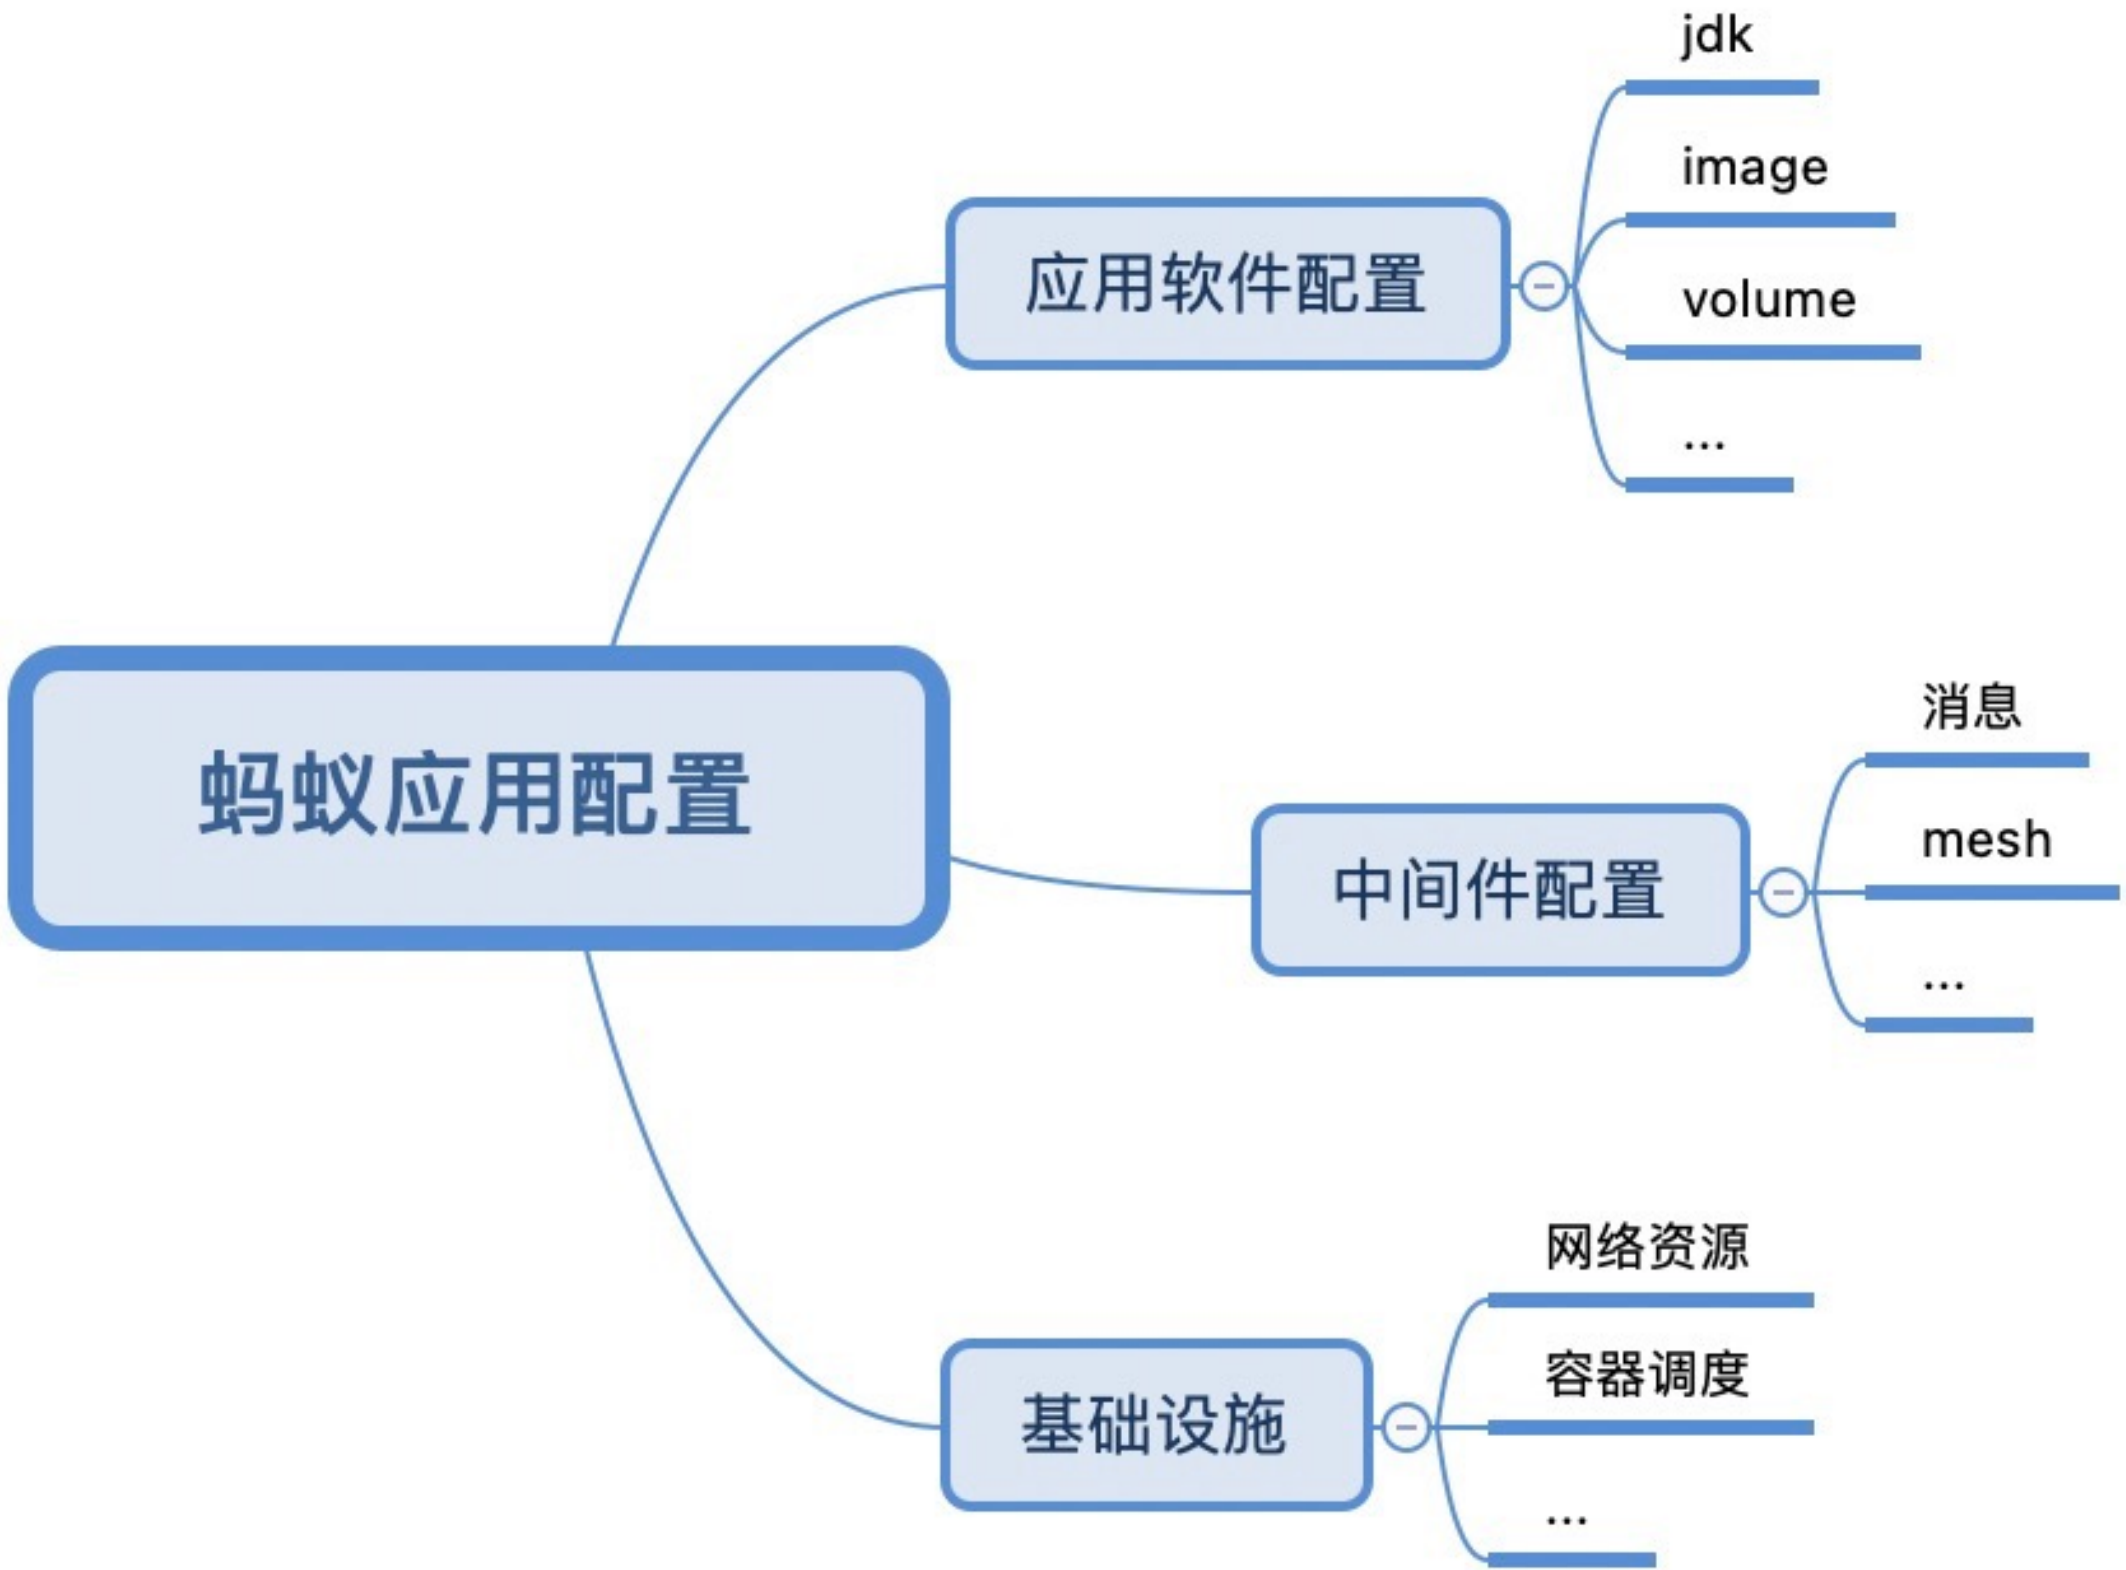 jdk
image
应用软件配置
volume
...
消息
蚂蚁应用配置
mesh
中间件配置
...
网络资源
容器调度
基础设施
...